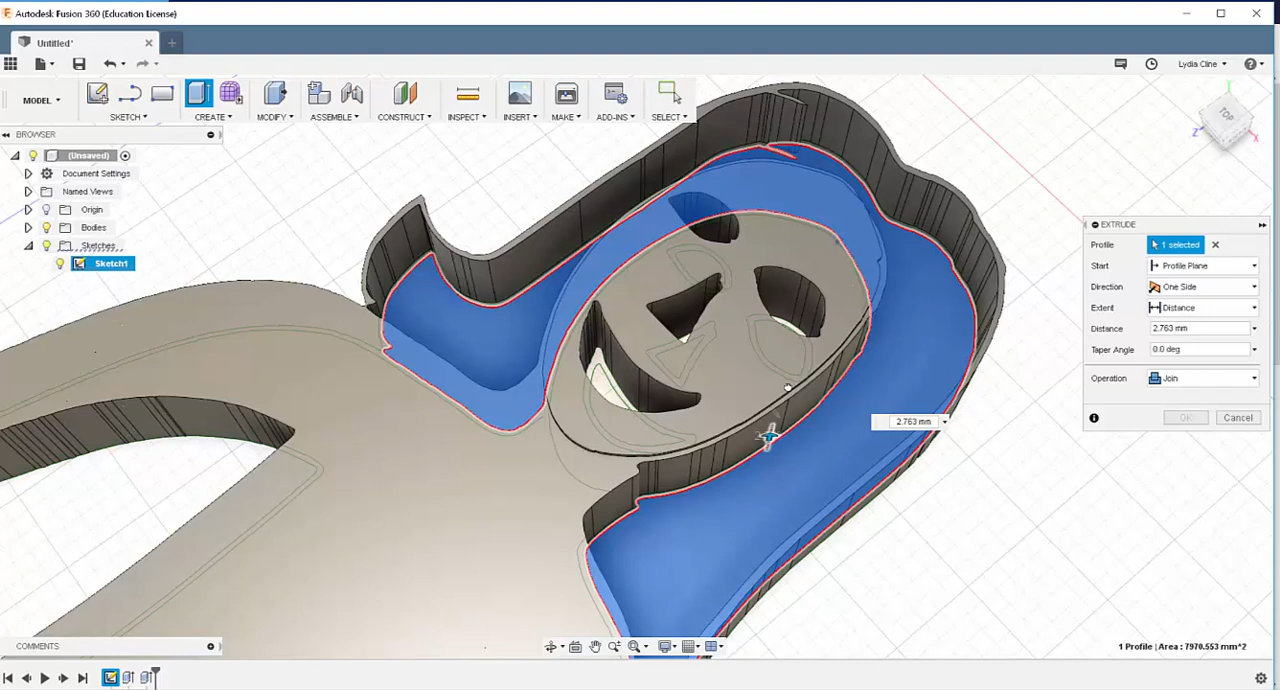 Autodesk Fusion 360 (Education License)
Untitled*
Lydia Cline
MODEL
SKETCH
CREATE
MODIFY
ASSEMBLE
CONSTRUCT
INSPECT
INSERT
MAKE
ADD-INS
SELECT
BROWSER
(Unsaved)
Document Settings
Named Views
Origin
Bodies
Sketches
Sketch1
TOP
Z
X
EXTRUDE
Profile 1 selected
Start Profile Plane
Direction One Side
Extent Distance
Distance 2.763 mm
Taper Angle 0.0 deg
Operation Join
OK Cancel
2.763 mm
COMMENTS
1 Profile | Area : 7970.553 mm^2